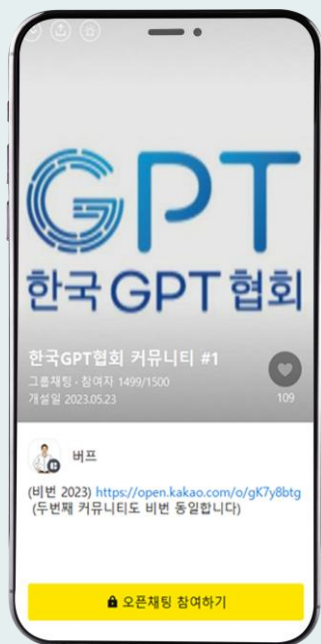 GPT
한국GPT협회
한국GPT협회 커뮤니티 #1
그룹채팅 · 참여자 1499/1500
개설일 2023.05.23
109
버프
(비번 2023) https://open.kakao.com/o/gK7y8btg
(두번째 커뮤니티도 비번 동일합니다)
오픈채팅 참여하기